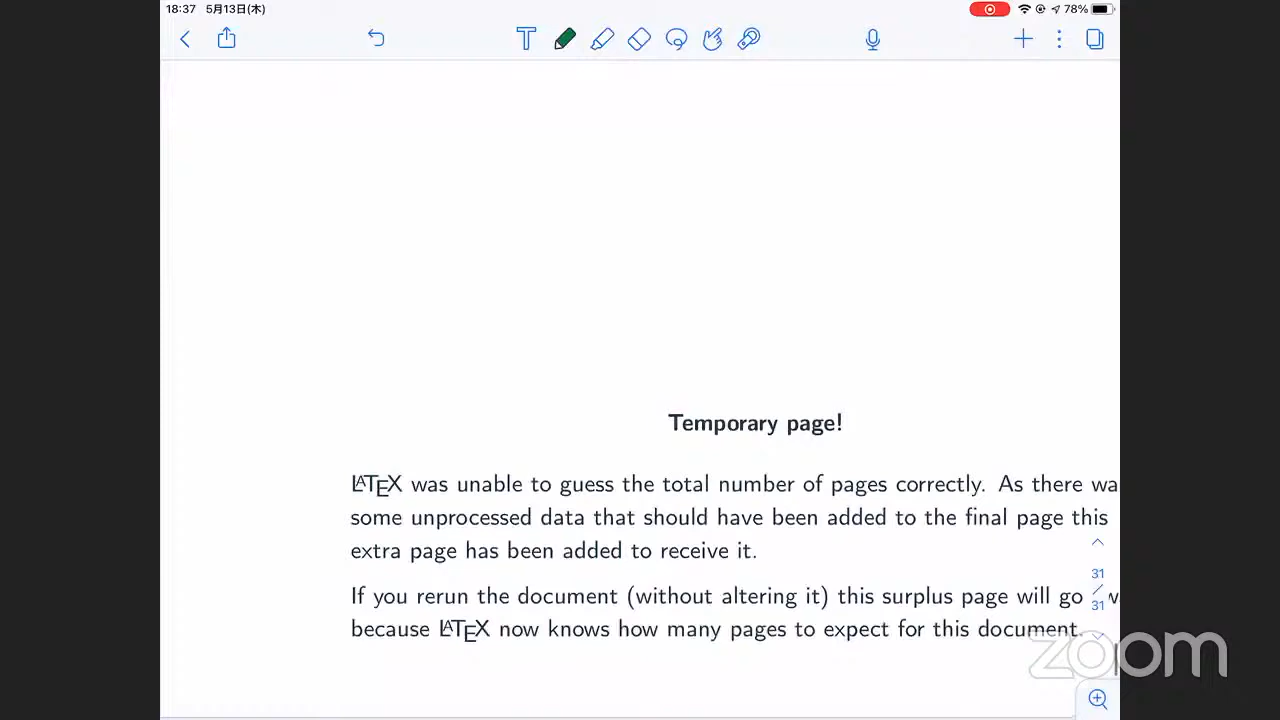 18:37 5月13日(木)
78%
Temporary page!
LATEX was unable to guess the total number of pages correctly. As there wa
some unprocessed data that should have been added to the final page this
extra page has been added to receive it.
31
31
If you rerun the document (without altering it) this surplus page will go
because LATEX now knows how many pages to expect for this document.
zoom